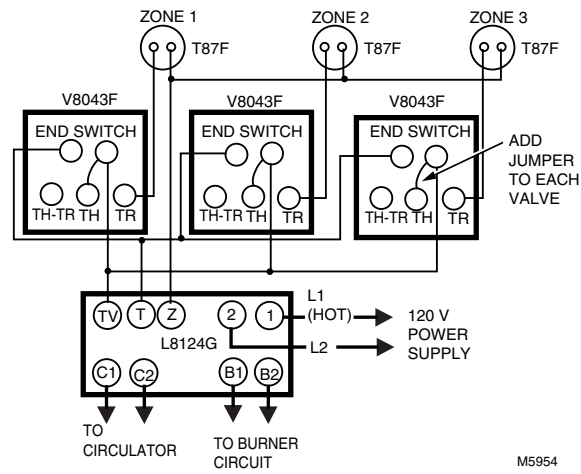 ZONE 1
T87F
ZONE 2
T87F
ZONE 3
T87F
V8043F
END SWITCH
TH-TR TH TR
V8043F
END SWITCH
TH-TR TH TR
V8043F
END SWITCH
TH-TR TH TR
ADD
JUMPER
TO EACH
VALVE
TV T Z 2 1
L8124G
C1 C2 B1 B2
L1
(HOT)
L2
120 V
POWER
SUPPLY
TO
CIRCULATOR
TO BURNER
CIRCUIT
M5954